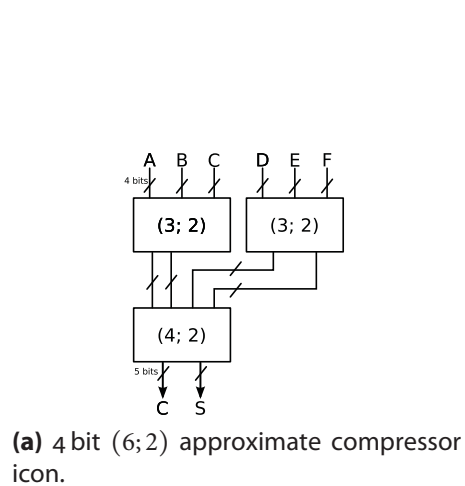 A B C D E F
4 bits
(3; 2) (3; 2)
(4; 2)
5 bits
C S
(a) 4 bit (6; 2) approximate compressor
icon.